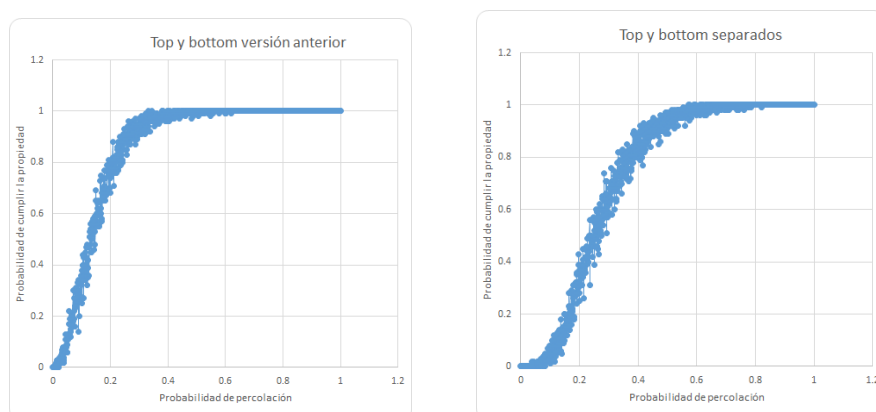 Top y bottom versión anterior
Probabilidad de cumplir la propiedad
1.2
1
0.8
0.6
0.4
0.2
0
0 0.2 0.4 0.6 0.8 1 1.2
Probabilidad de percolación
Top y bottom separados
Probabilidad de cumplir la propiedad
1.2
1
0.8
0.6
0.4
0.2
0
0 0.2 0.4 0.6 0.8 1 1.2
Probabilidad de percolación